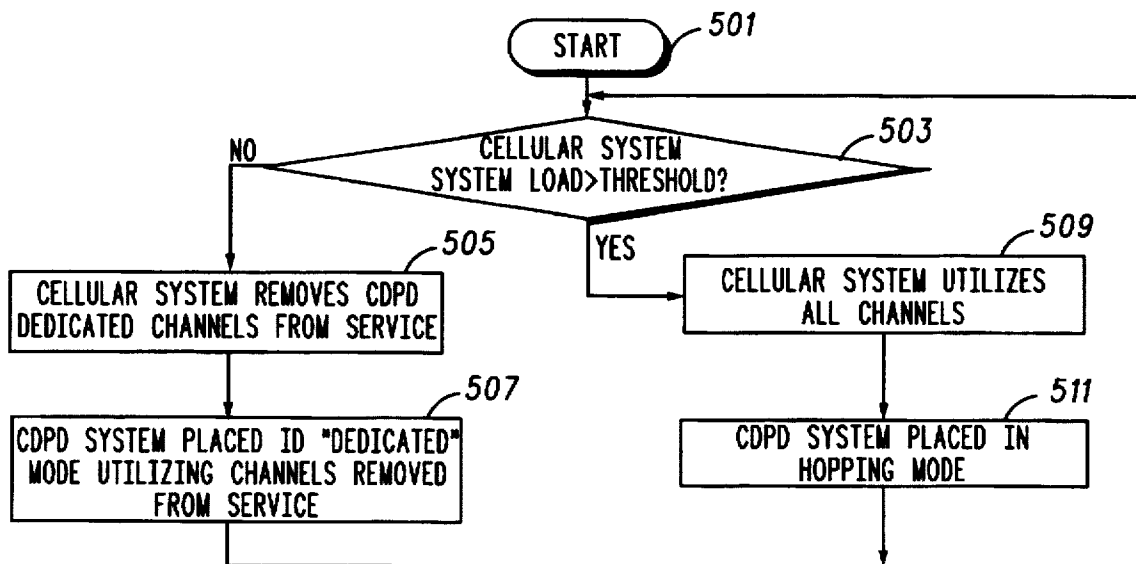 START
501
CELLULAR SYSTEM
SYSTEM LOAD>THRESHOLD?
503
NO
YES
505
CELLULAR SYSTEM REMOVES CDPD
DEDICATED CHANNELS FROM SERVICE
509
CELLULAR SYSTEM UTILIZES
ALL CHANNELS
507
CDPD SYSTEM PLACED ID "DEDICATED"
MODE UTILIZING CHANNELS REMOVED
FROM SERVICE
511
CDPD SYSTEM PLACED IN
HOPPING MODE